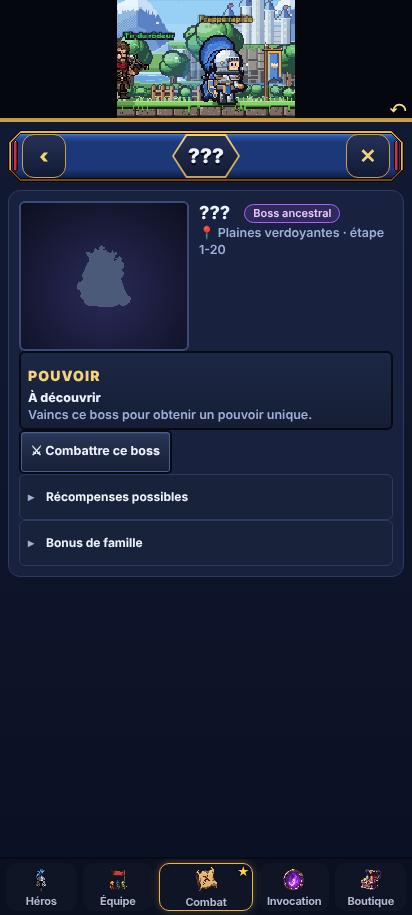 Frappe rapide
Tir du rôdeur
???
???
Boss ancestral
Plaines verdoyantes · étape
1-20
POUVOIR
À découvrir
Vaincs ce boss pour obtenir un pouvoir unique.
Combattre ce boss
Récompenses possibles
Bonus de famille
Héros
Équipe
Combat
Invocation
Boutique